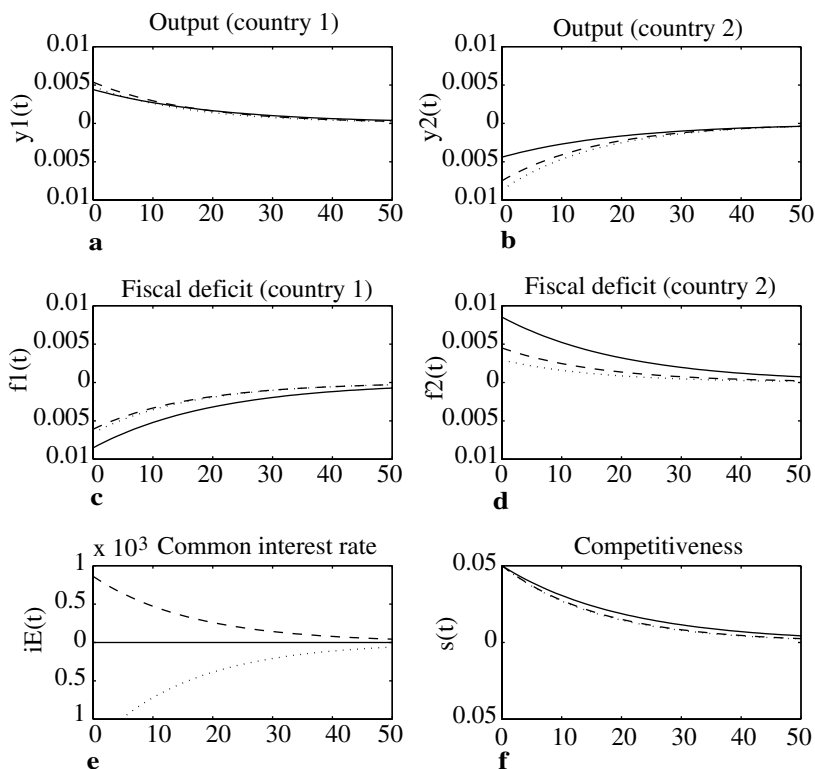 Output (country 1)
0.01
0.005
0
0.005
0.01
y1(t)
0 10 20 30 40 50
a
Output (country 2)
0.01
0.005
0
0.005
0.01
y2(t)
0 10 20 30 40 50
b
Fiscal deficit (country 1)
0.01
0.005
0
0.005
0.01
f1(t)
0 10 20 30 40 50
c
Fiscal deficit (country 2)
0.01
0.005
0
0.005
0.01
f2(t)
0 10 20 30 40 50
d
x 10³ Common interest rate
1
0.5
0
0.5
1
iE(t)
0 10 20 30 40 50
e
Competitiveness
0.05
0
0.05
s(t)
0 10 20 30 40 50
f